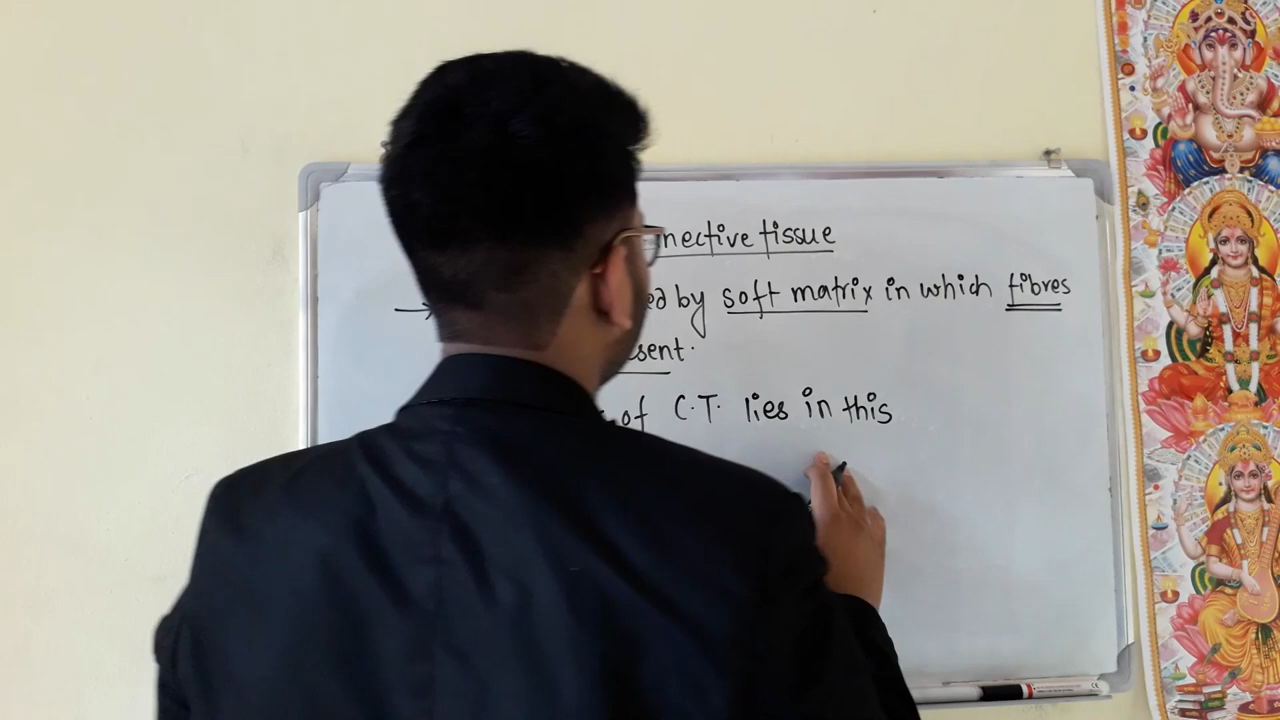 nective tissue
ed by soft matrix in which fibres
sent.
of C.T. lies in this